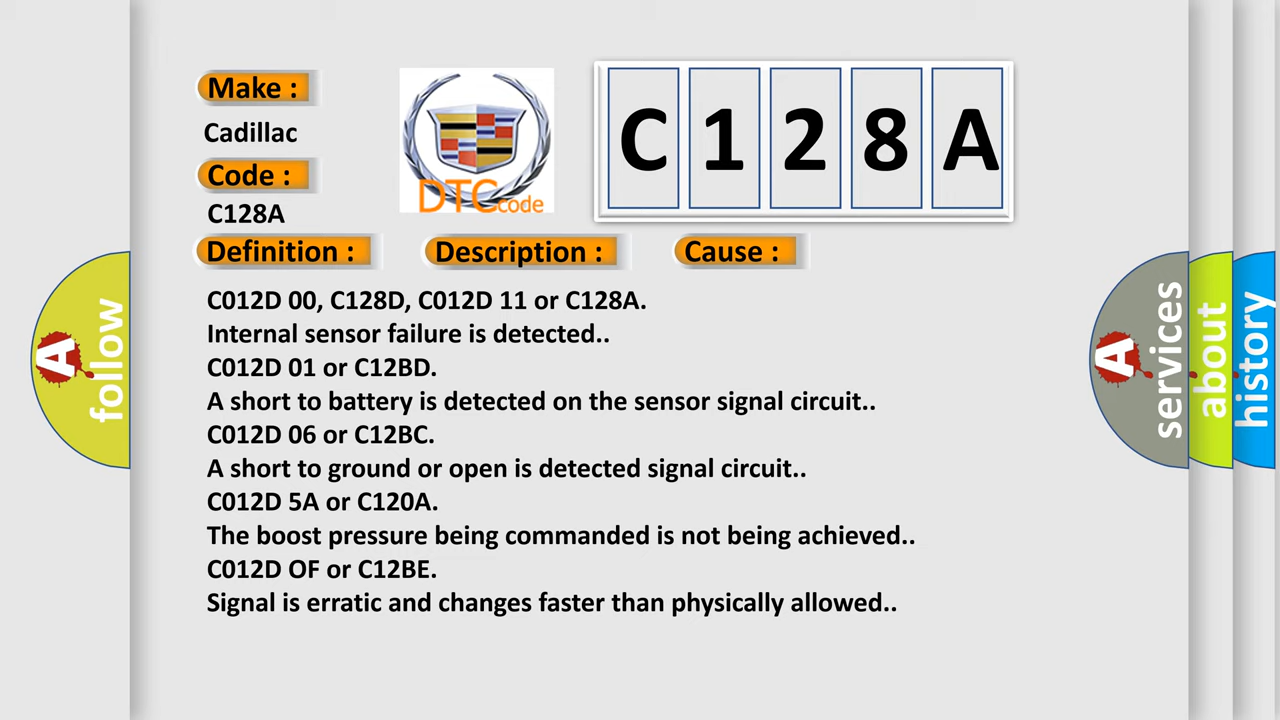 Make :
Cadillac
Code :
C128A
DTC code
C128A
Definition :
Description :
Cause :
C012D 00, C128D, C012D 11 or C128A.
Internal sensor failure is detected..
C012D 01 or C12BD.
A short to battery is detected on the sensor signal circuit..
C012D 06 or C12BC.
A short to ground or open is detected signal circuit..
C012D 5A or C120A.
The boost pressure being commanded is not being achieved..
C012D OF or C12BE.
Signal is erratic and changes faster than physically allowed..
A follow
A services
about
history